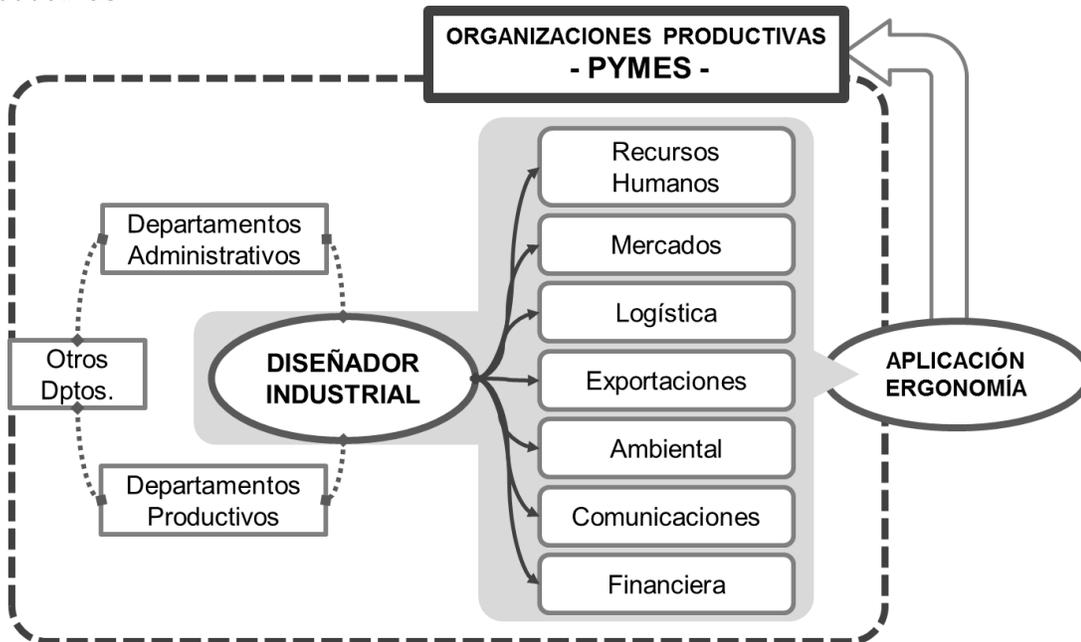 ORGANIZACIONES PRODUCTIVAS
- PYMES -
Recursos
Humanos
Departamentos
Administrativos
Mercados
Logística
Otros
Dptos.
DISEÑADOR
INDUSTRIAL
Exportaciones
APLICACIÓN
ERGONOMÍA
Ambiental
Departamentos
Productivos
Comunicaciones
Financiera